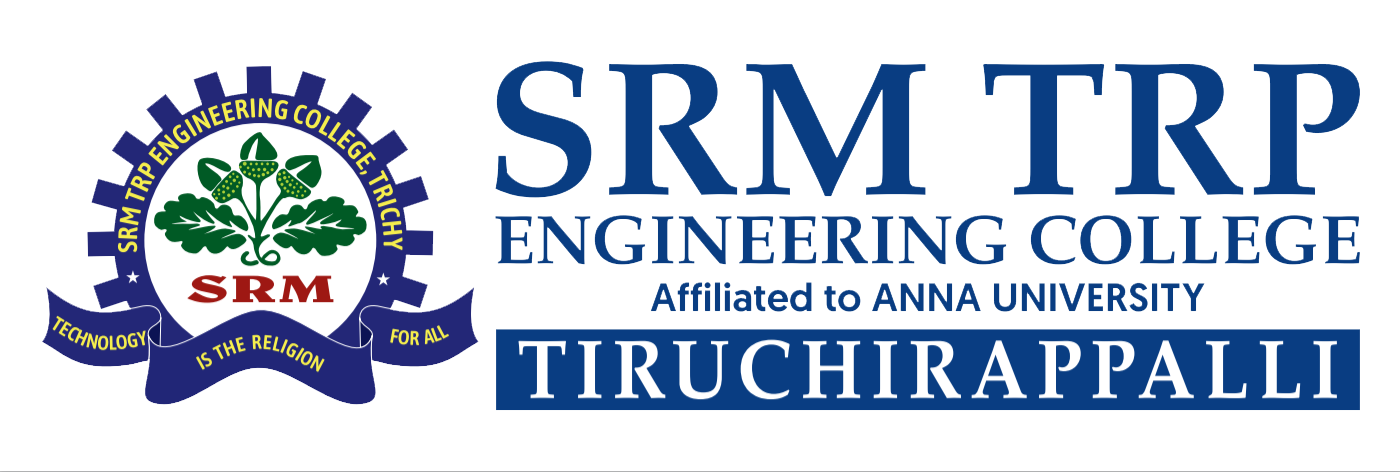 SRM TRP ENGINEERING COLLEGE, TRICHY
SRM
TECHNOLOGY IS THE RELIGION FOR ALL
SRM TRP
ENGINEERING COLLEGE
Affiliated to ANNA UNIVERSITY
TIRUCHIRAPPALLI